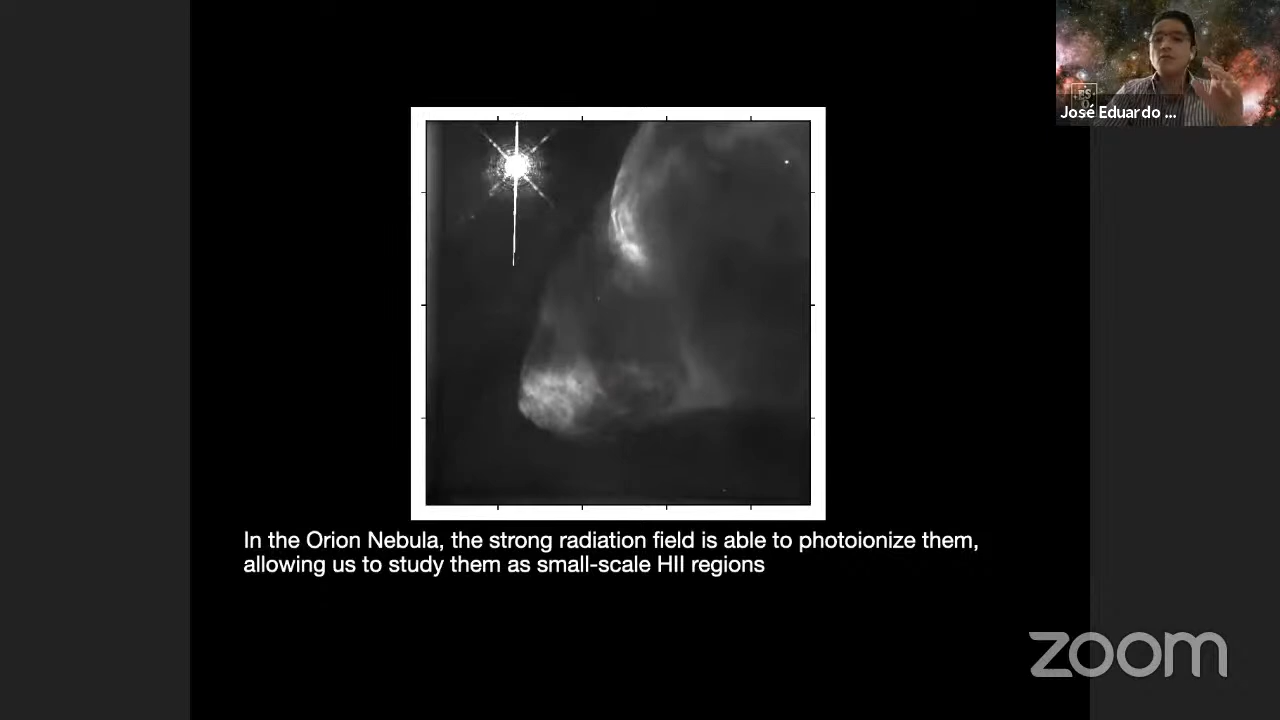 José Eduardo ...
In the Orion Nebula, the strong radiation field is able to photoionize them,
allowing us to study them as small-scale HII regions
zoom